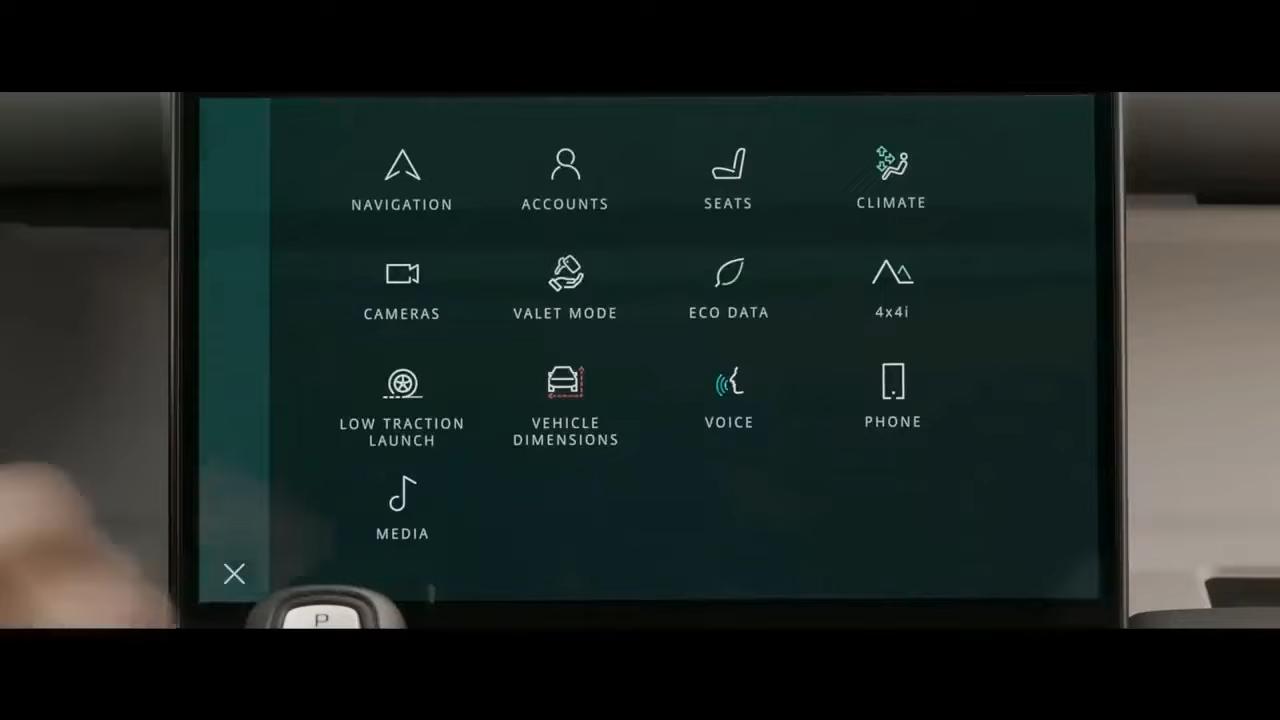 NAVIGATION
ACCOUNTS
SEATS
CLIMATE
CAMERAS
VALET MODE
ECO DATA
4x4i
LOW TRACTION
LAUNCH
VEHICLE
DIMENSIONS
VOICE
PHONE
MEDIA
P